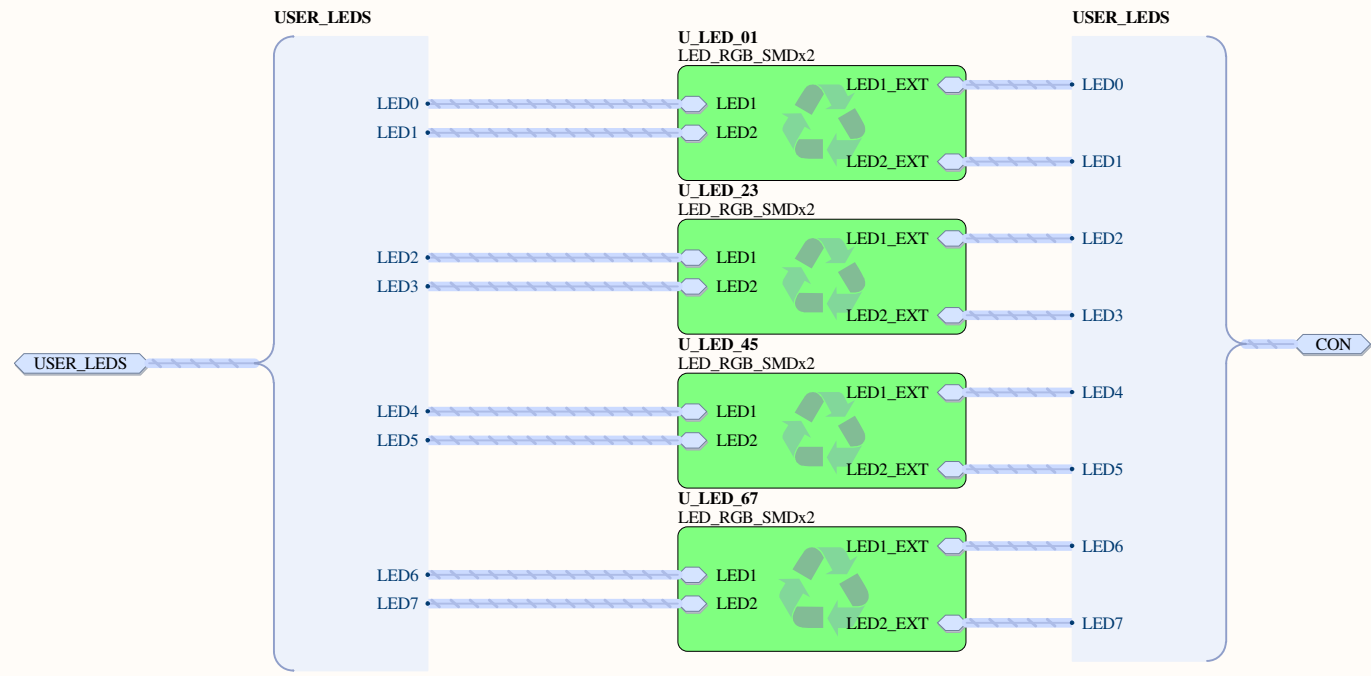 USER_LEDS
USER_LEDS
U_LED_01
LED_RGB_SMDx2
LED1_EXT
LED0
LED0
LED1
LED1
LED2
LED2_EXT
LED1
U_LED_23
LED_RGB_SMDx2
LED1_EXT
LED2
LED2
LED1
LED3
LED2
LED2_EXT
LED3
USER_LEDS
CON
U_LED_45
LED_RGB_SMDx2
LED1_EXT
LED4
LED4
LED1
LED5
LED2
LED2_EXT
LED5
U_LED_67
LED_RGB_SMDx2
LED1_EXT
LED6
LED6
LED1
LED7
LED2
LED2_EXT
LED7